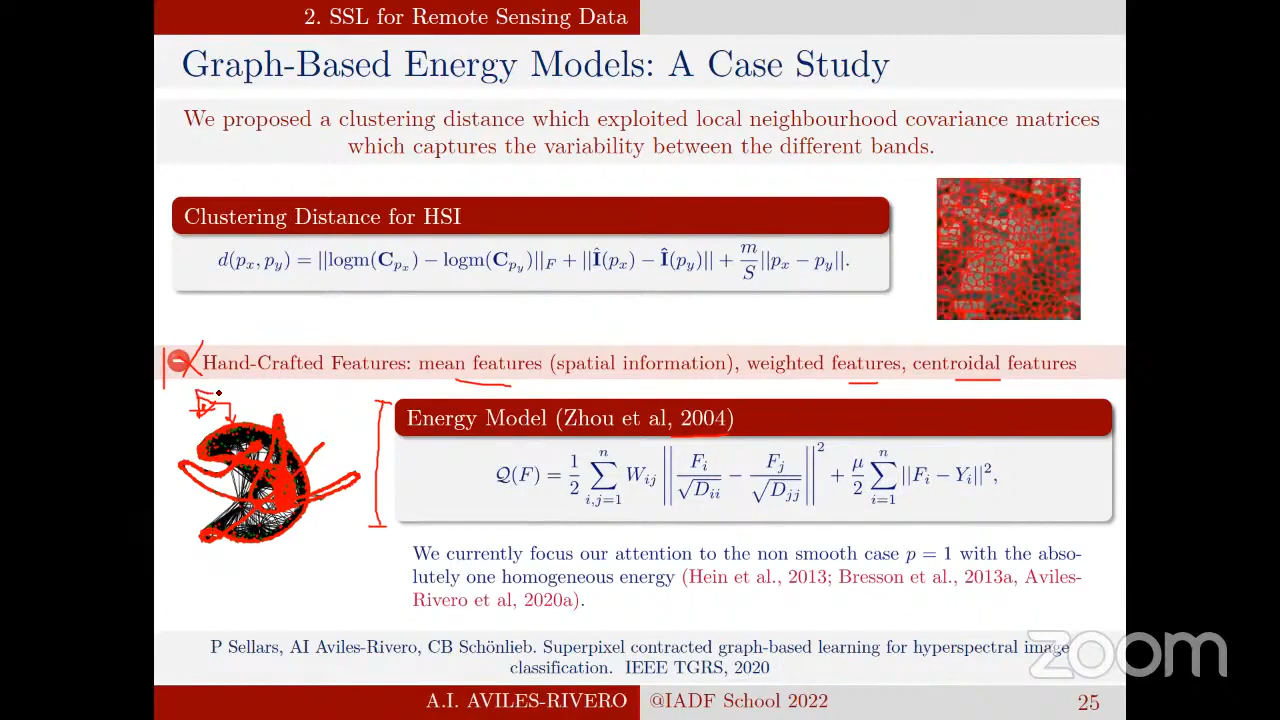 2. SSL for Remote Sensing Data
Graph-Based Energy Models: A Case Study
We proposed a clustering distance which exploited local neighbourhood covariance matrices
which captures the variability between the different bands.
Clustering Distance for HSI
d(pₓ, p_y) = ||logm(C_{pₓ}) − logm(C_{p_y})||_F + ||Î(pₓ) − Î(p_y)|| + m/S ||pₓ − p_y||.
Hand-Crafted Features: mean features (spatial information), weighted features, centroidal features
Energy Model (Zhou et al, 2004)
Q(F) = 1/2 ∑_{i,j=1}^{n} W_{ij} || F_i/√D_{ii} − F_j/√D_{jj} ||² + μ/2 ∑_{i=1}^{n} ||F_i − Y_i||²,
We currently focus our attention to the non smooth case p = 1 with the abso-
lutely one homogeneous energy (Hein et al., 2013; Bresson et al., 2013a, Aviles-
Rivero et al, 2020a).
P Sellars, AI Aviles-Rivero, CB Schönlieb. Superpixel contracted graph-based learning for hyperspectral image
classification. IEEE TGRS, 2020
zoom
A.I. AVILES-RIVERO @IADF School 2022 25